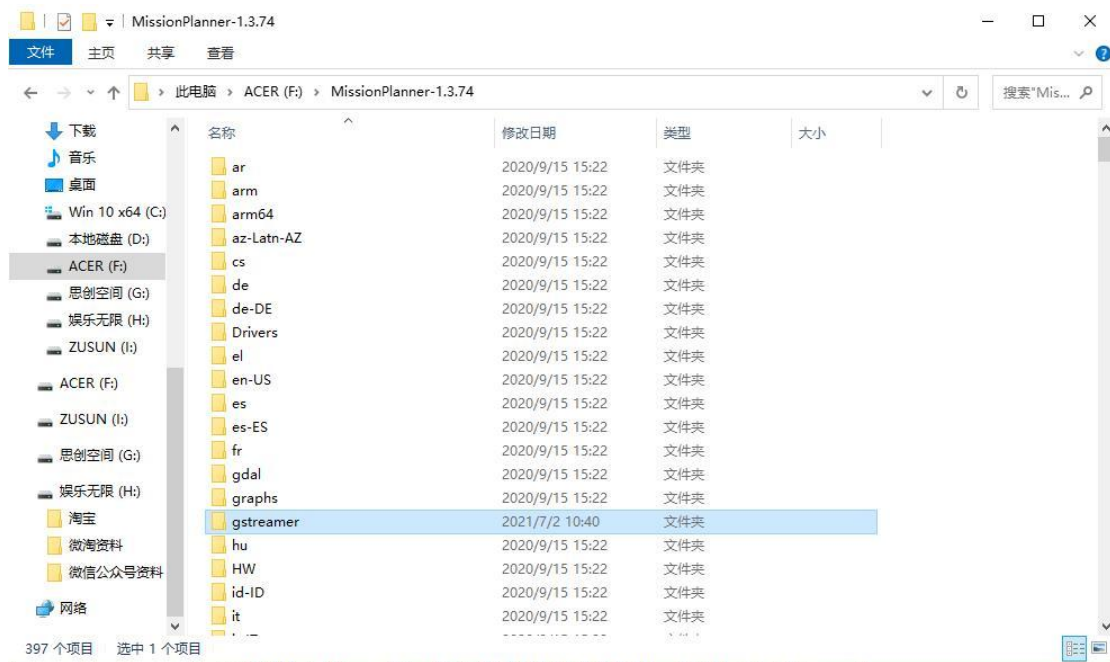 MissionPlanner-1.3.74
文件 主页 共享 查看
此电脑 › ACER (F:) › MissionPlanner-1.3.74
搜索"Mis...
下载
音乐
桌面
Win 10 x64 (C:)
本地磁盘 (D:)
ACER (F:)
思创空间 (G:)
娱乐无限 (H:)
ZUSUN (I:)
ACER (F:)
ZUSUN (I:)
思创空间 (G:)
娱乐无限 (H:)
淘宝
微淘资料
微信公众号资料
网络
名称 修改日期 类型 大小
ar 2020/9/15 15:22 文件夹
arm 2020/9/15 15:22 文件夹
arm64 2020/9/15 15:22 文件夹
az-Latn-AZ 2020/9/15 15:22 文件夹
cs 2020/9/15 15:22 文件夹
de 2020/9/15 15:22 文件夹
de-DE 2020/9/15 15:22 文件夹
Drivers 2020/9/15 15:22 文件夹
el 2020/9/15 15:22 文件夹
en-US 2020/9/15 15:22 文件夹
es 2020/9/15 15:22 文件夹
es-ES 2020/9/15 15:22 文件夹
fr 2020/9/15 15:22 文件夹
gdal 2020/9/15 15:22 文件夹
graphs 2020/9/15 15:22 文件夹
gstreamer 2021/7/2 10:40 文件夹
hu 2020/9/15 15:22 文件夹
HW 2020/9/15 15:22 文件夹
id-ID 2020/9/15 15:22 文件夹
it 2020/9/15 15:22 文件夹
397 个项目 选中 1 个项目